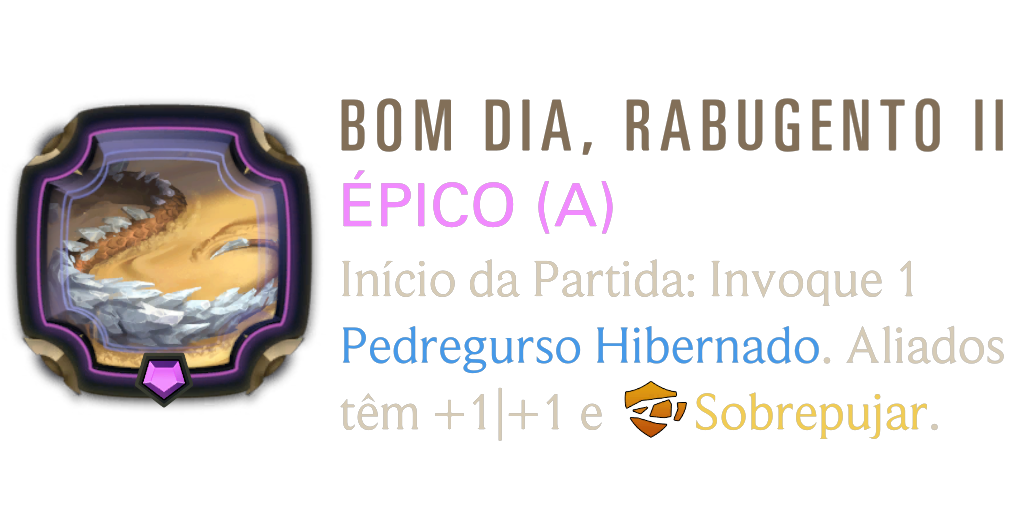 BOM DIA, RABUGENTO II
ÉPICO (A)
Início da Partida: Invoque 1
Pedregurso Hibernado. Aliados
têm +1|+1 e Sobrepujar.